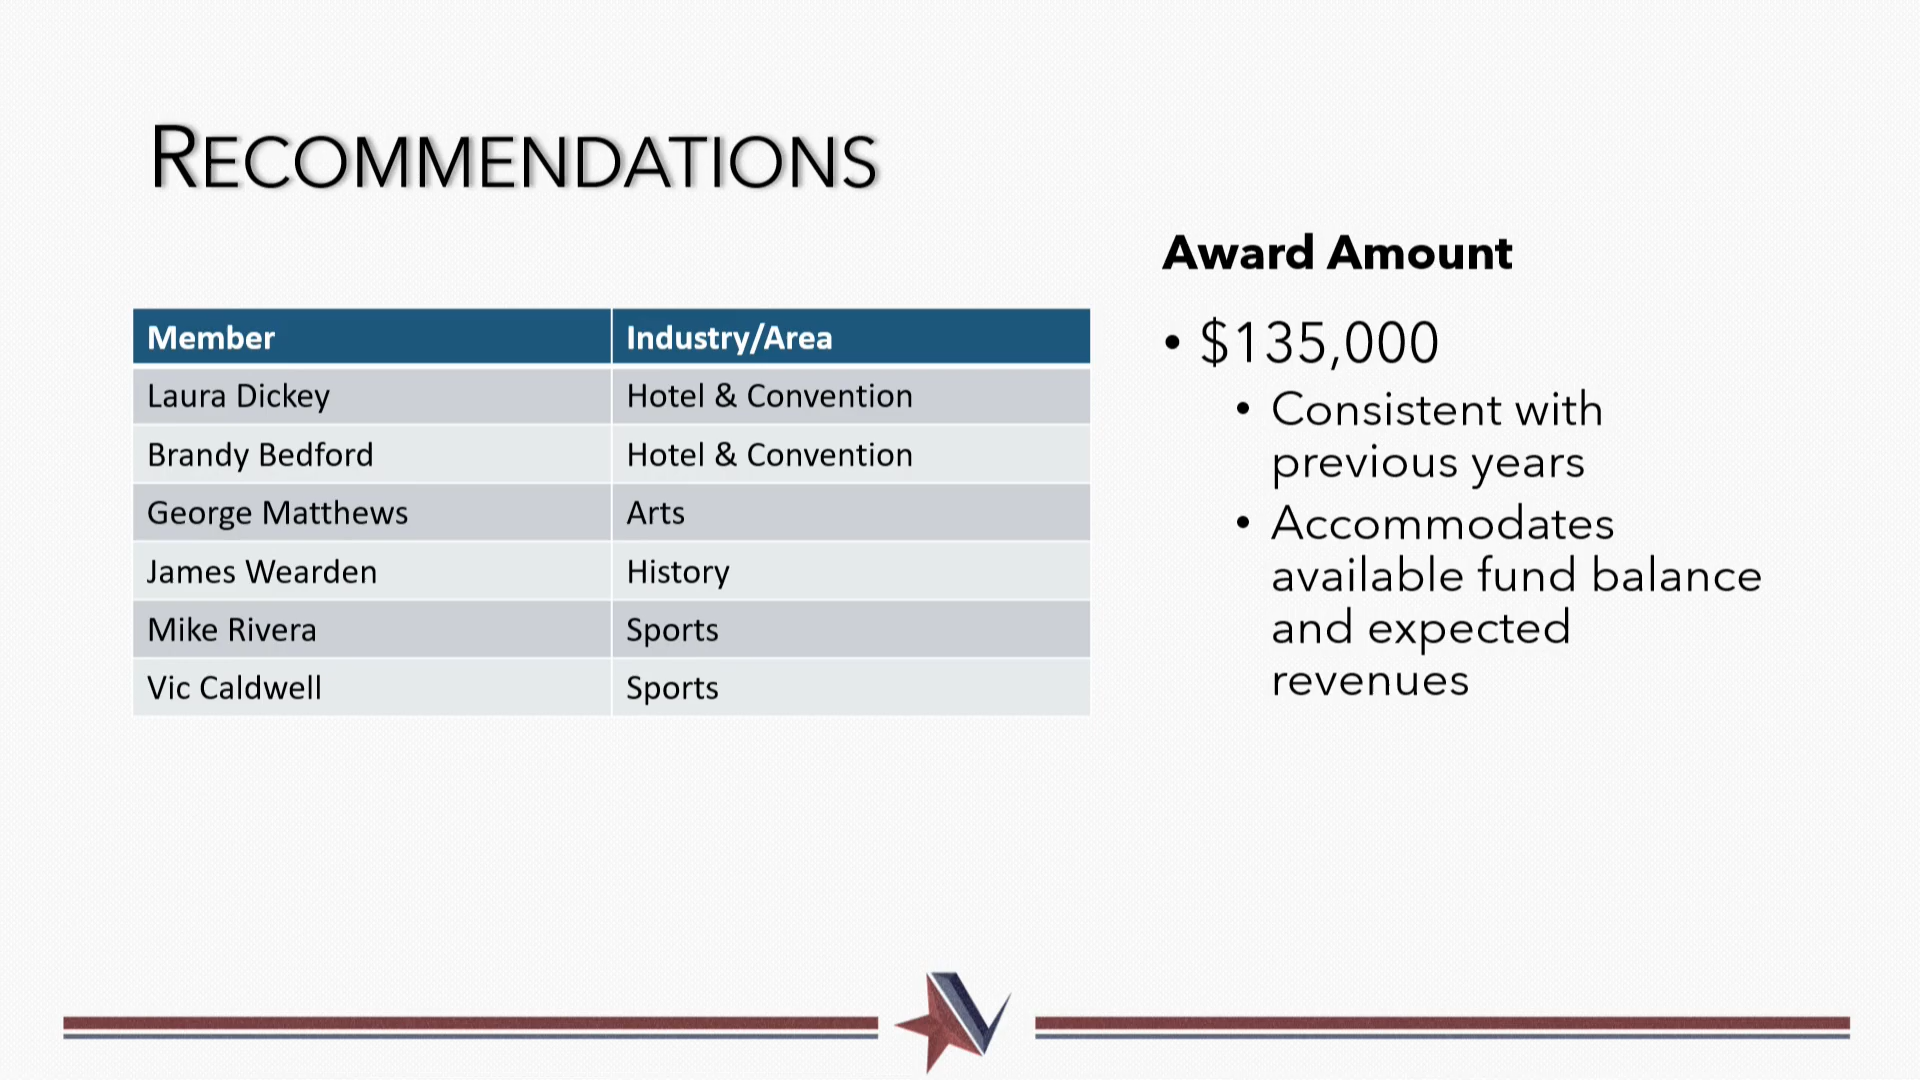 RECOMMENDATIONS
Member Industry/Area
Laura Dickey Hotel & Convention
Brandy Bedford Hotel & Convention
George Matthews Arts
James Wearden History
Mike Rivera Sports
Vic Caldwell Sports
Award Amount
• $135,000
• Consistent with
previous years
• Accommodates
available fund balance
and expected
revenues